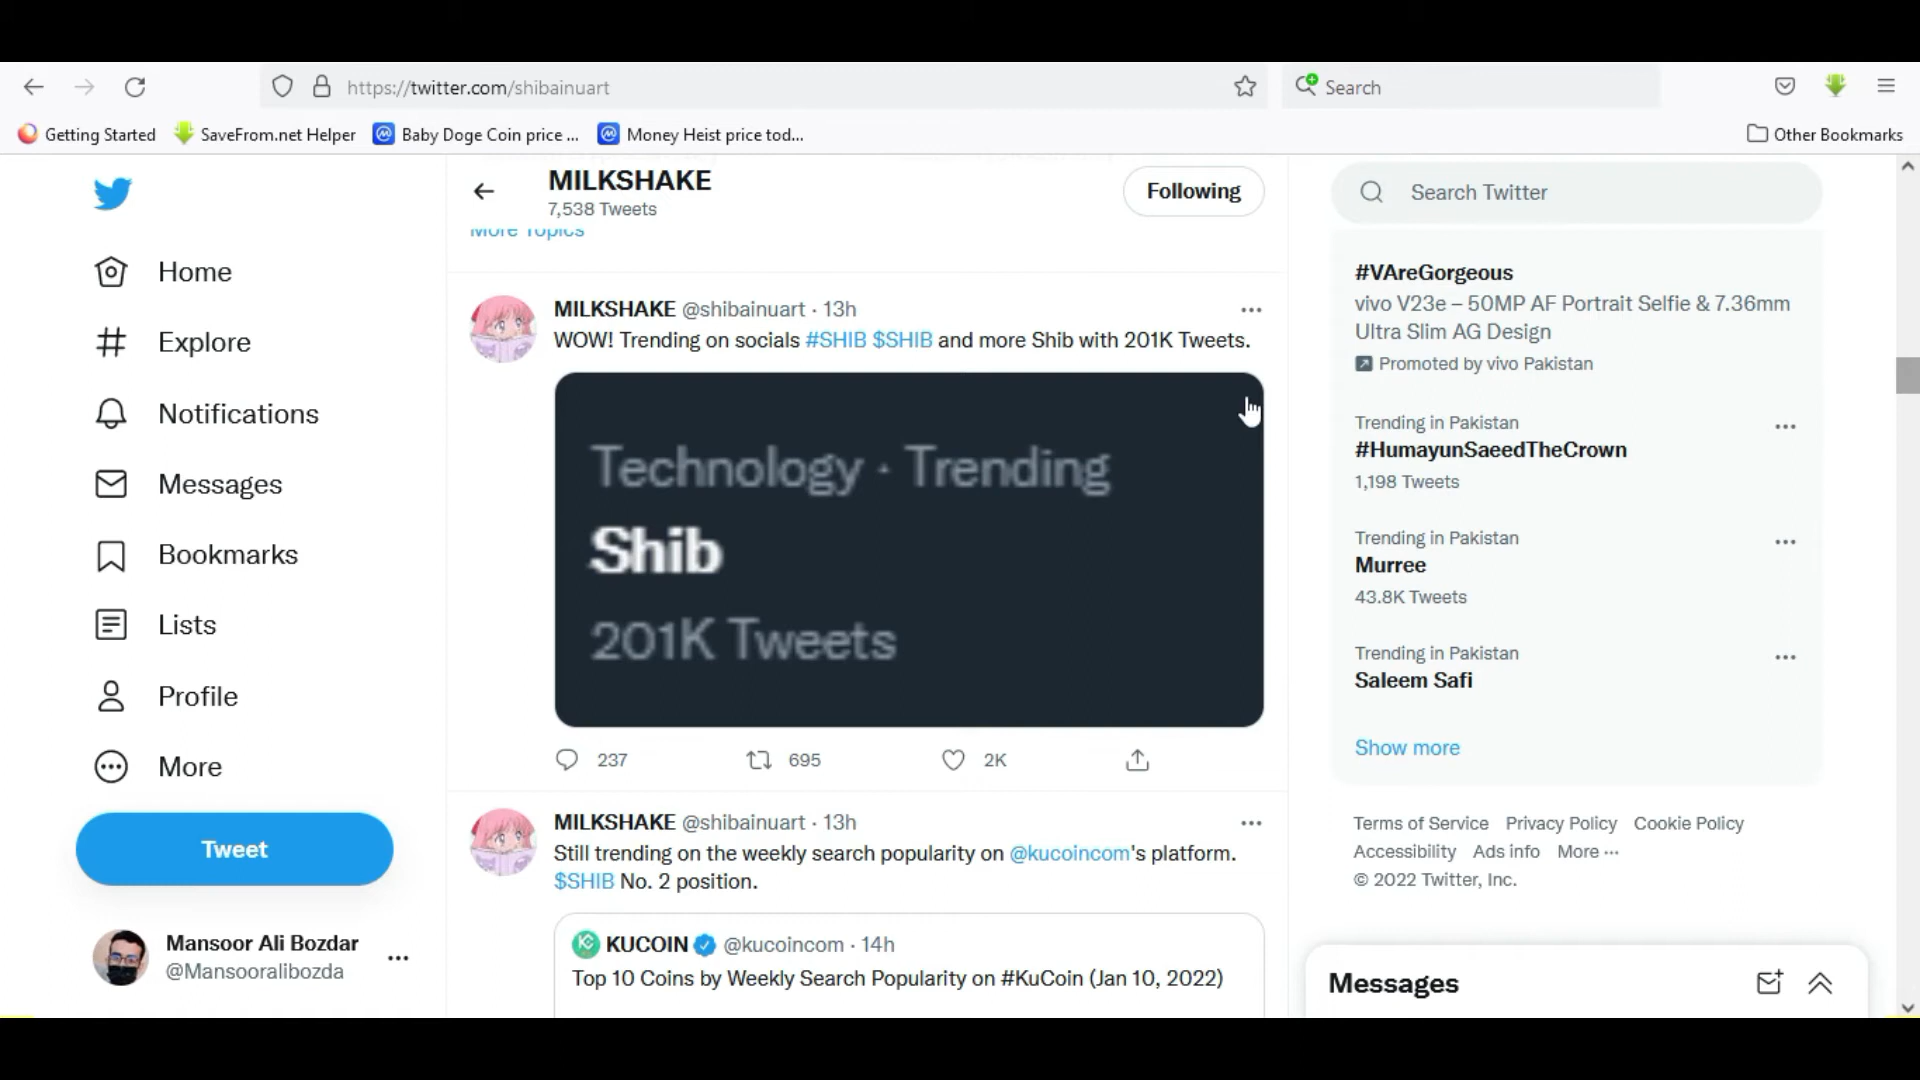 https://twitter.com/shibainuart
Search
Getting Started
SaveFrom.net Helper
Baby Doge Coin price ...
Money Heist price tod...
Other Bookmarks
Home
Explore
Notifications
Messages
Bookmarks
Lists
Profile
More
Tweet
Mansoor Ali Bozdar
@Mansooralibozda
MILKSHAKE
7,538 Tweets
Following
More Topics
MILKSHAKE @shibainuart · 13h
WOW! Trending on socials #SHIB $SHIB and more Shib with 201K Tweets.
Technology · Trending
Shib
201K Tweets
237
695
2K
MILKSHAKE @shibainuart · 13h
Still trending on the weekly search popularity on @kucoincom's platform.
$SHIB No. 2 position.
KUCOIN @kucoincom · 14h
Top 10 Coins by Weekly Search Popularity on #KuCoin (Jan 10, 2022)
Search Twitter
#VAreGorgeous
vivo V23e – 50MP AF Portrait Selfie & 7.36mm
Ultra Slim AG Design
Promoted by vivo Pakistan
Trending in Pakistan
#HumayunSaeedTheCrown
1,198 Tweets
Trending in Pakistan
Murree
43.8K Tweets
Trending in Pakistan
Saleem Safi
Show more
Terms of Service Privacy Policy Cookie Policy
Accessibility Ads info More ···
© 2022 Twitter, Inc.
Messages